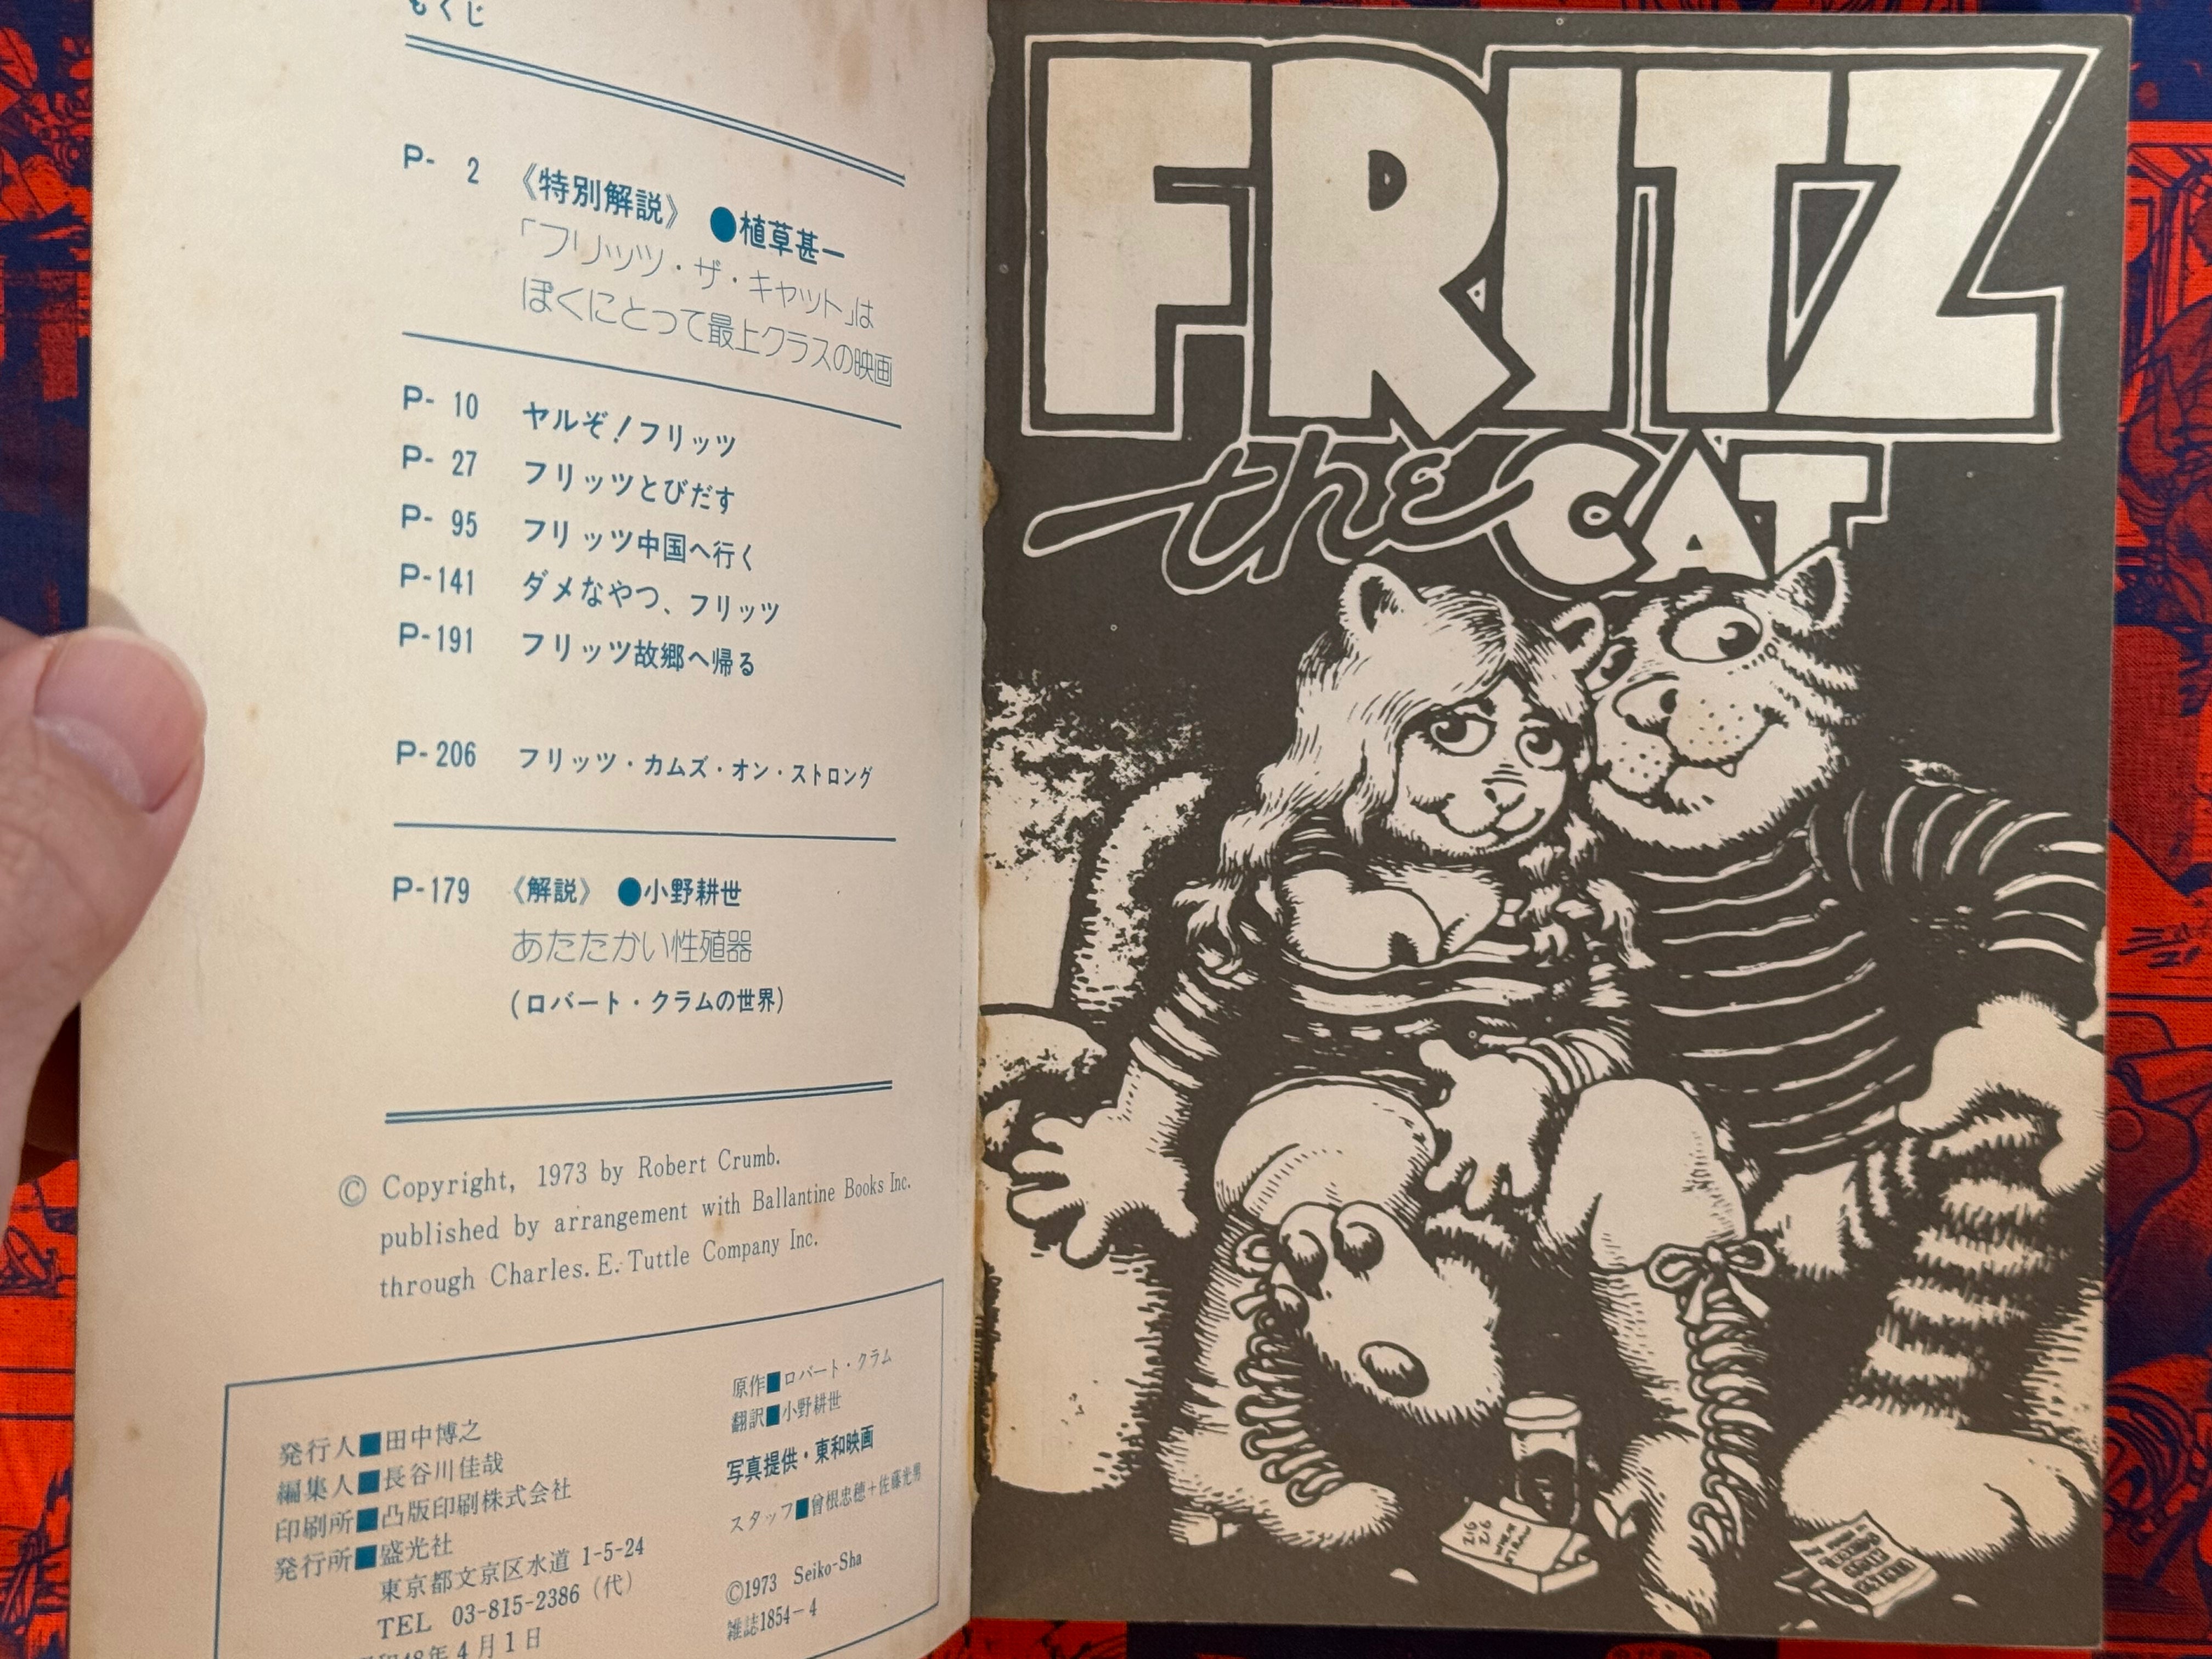 もくじ
P- 2 《特別解説》 ●植草甚一
「フリッツ・ザ・キャット」は
ぼくにとって最上クラスの映画
P- 10 ヤルぞ!フリッツ
P- 27 フリッツとびだす
P- 95 フリッツ中国へ行く
P-141 ダメなやつ、フリッツ
P-191 フリッツ故郷へ帰る
P-206 フリッツ・カムズ・オン・ストロング
P-179 《解説》 ●小野耕世
あたたかい性殖器
(ロバート・クラムの世界)
© Copyright, 1973 by Robert Crumb.
published by arrangement with Ballantine Books Inc.
through Charles. E. Tuttle Company Inc.
発行人■田中博之
編集人■長谷川佳哉
印刷所■凸版印刷株式会社
発行所■盛光社
東京都文京区水道 1-5-24
TEL 03-815-2386 (代)
48年4月1日
原作■ロバート・クラム
翻訳■小野耕世
写真提供・東和映画
スタッフ■曾根忠穂+佐藤光男
©1973 Seiko-Sha
雑誌1854-4
FRITZ
the CAT
ZIG
ZAG